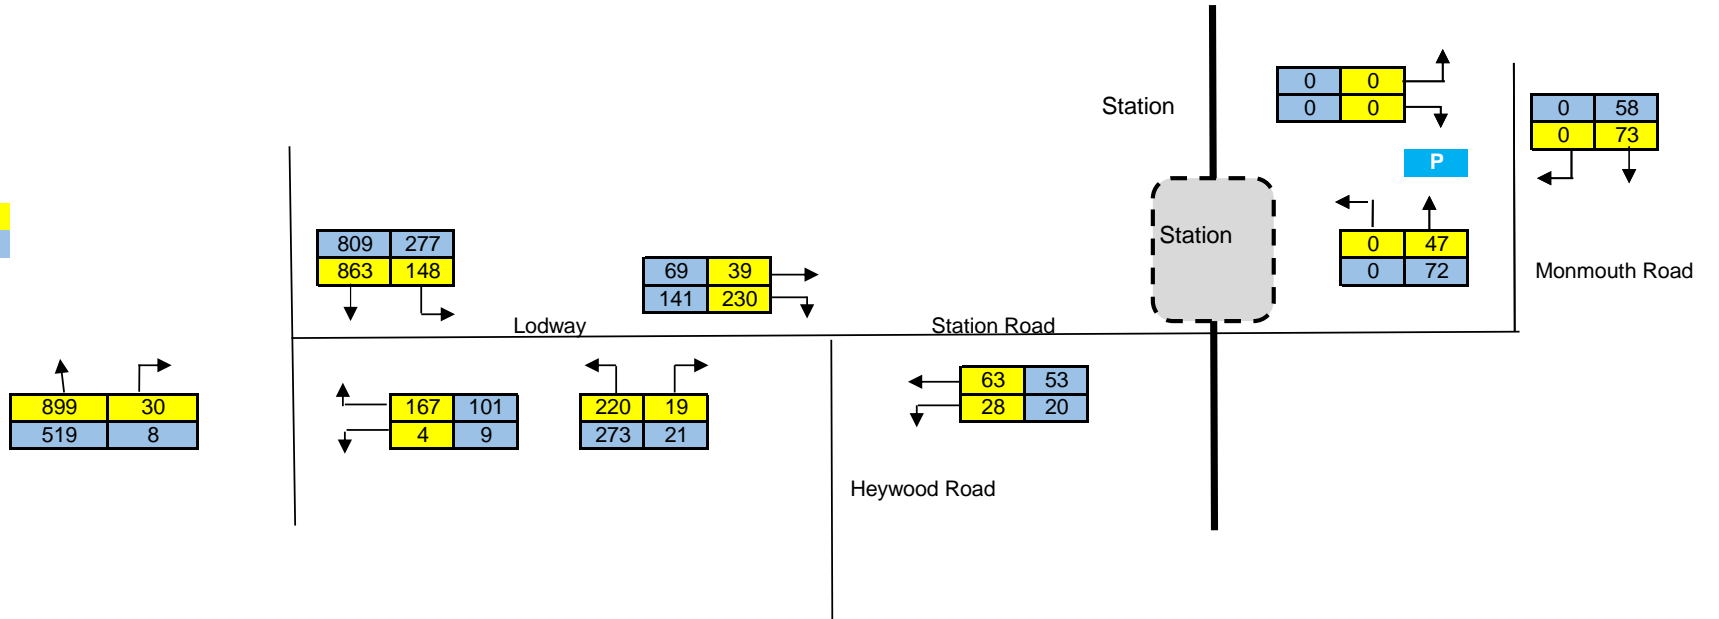 0 0
Station
0 0
0 58
0 73
P
809 277
Station
0 47
863 148
69 39
0 72
Monmouth Road
141 230
Lodway
Station Road
63 53
899 30
167 101
220 19
28 20
519 8
4 9
273 21
Heywood Road